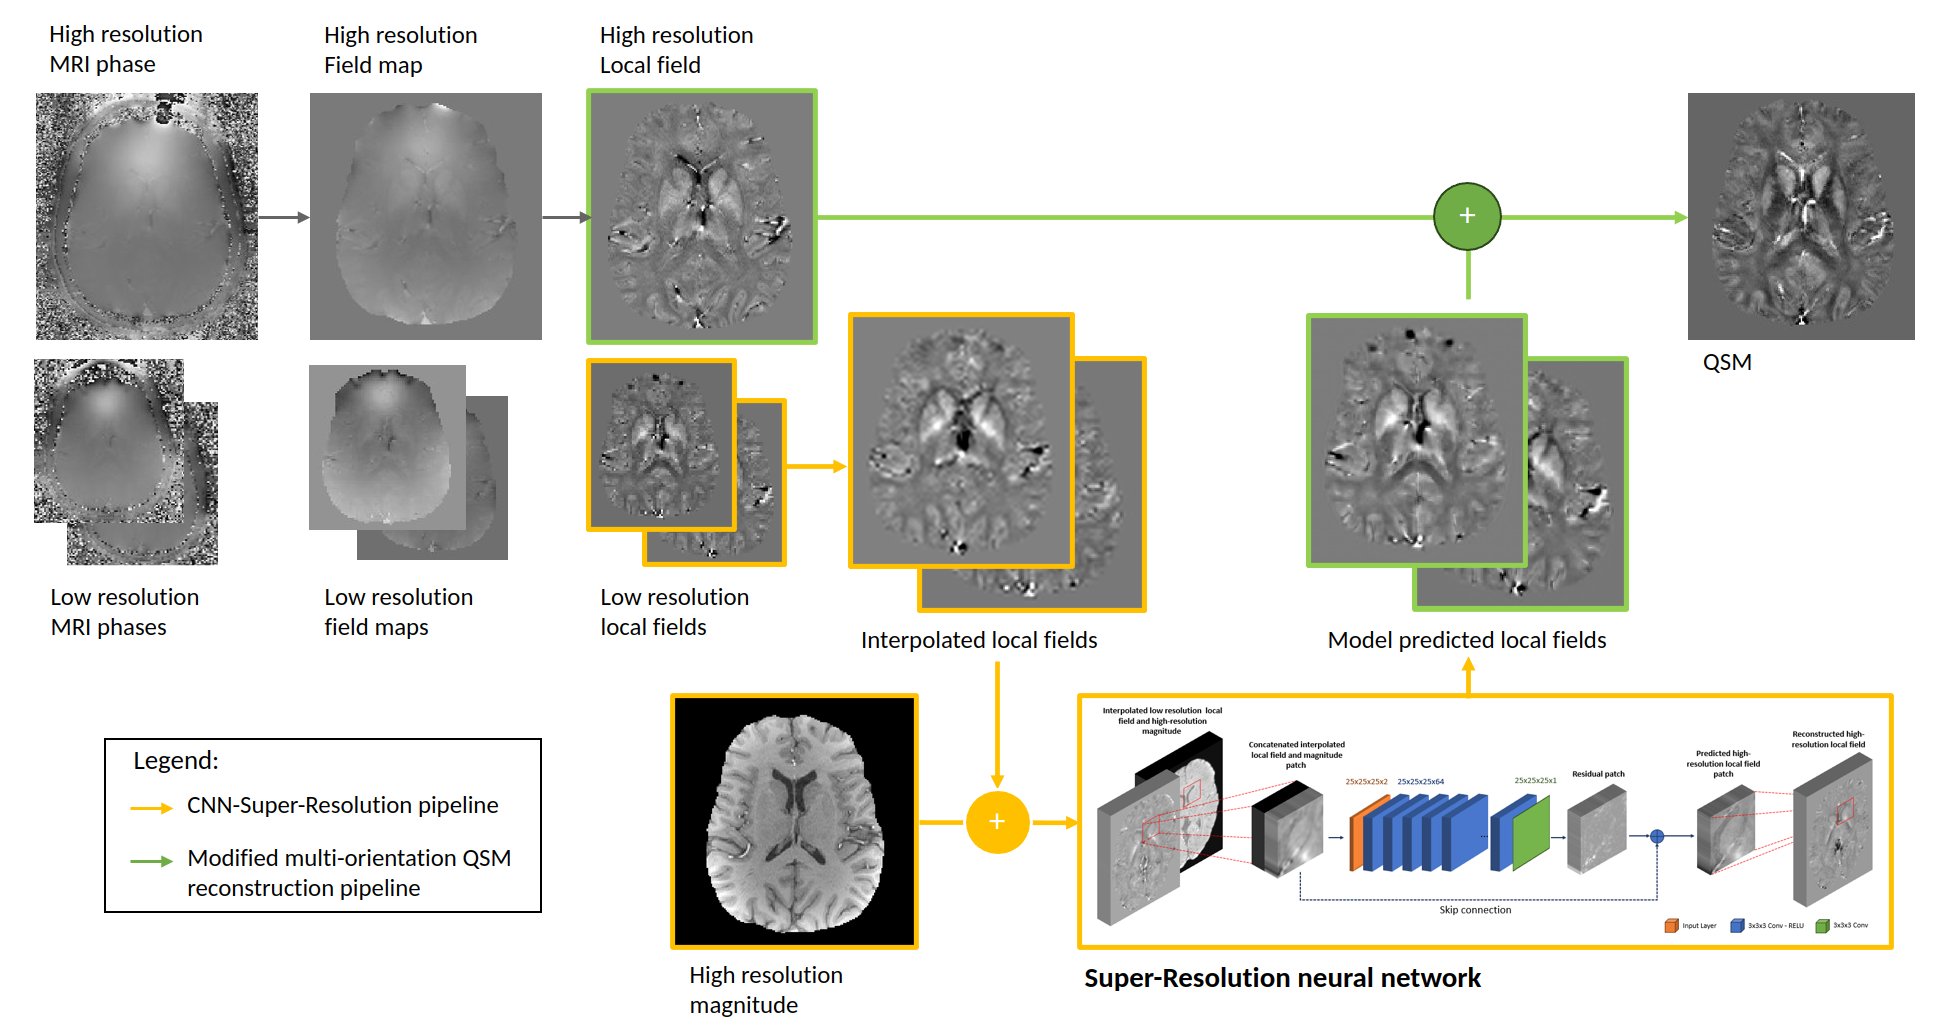 High resolution
MRI phase
High resolution
Field map
High resolution
Local field
+
QSM
Low resolution
MRI phases
Low resolution
field maps
Low resolution
local fields
Interpolated local fields
Model predicted local fields
Legend:
CNN-Super-Resolution pipeline
Modified multi-orientation QSM
reconstruction pipeline
High resolution
magnitude
+
Interpolated low resolution local
field and high-resolution
magnitude
Concatenated interpolated
local field and magnitude
patch
25x25x25x2
25x25x25x64
...
25x25x25x1
Residual patch
Predicted high-
resolution local field
patch
Reconstructed high-
resolution local field
Skip connection
Input Layer
3x3x3 Conv - RELU
3x3x3 Conv
Super-Resolution neural network